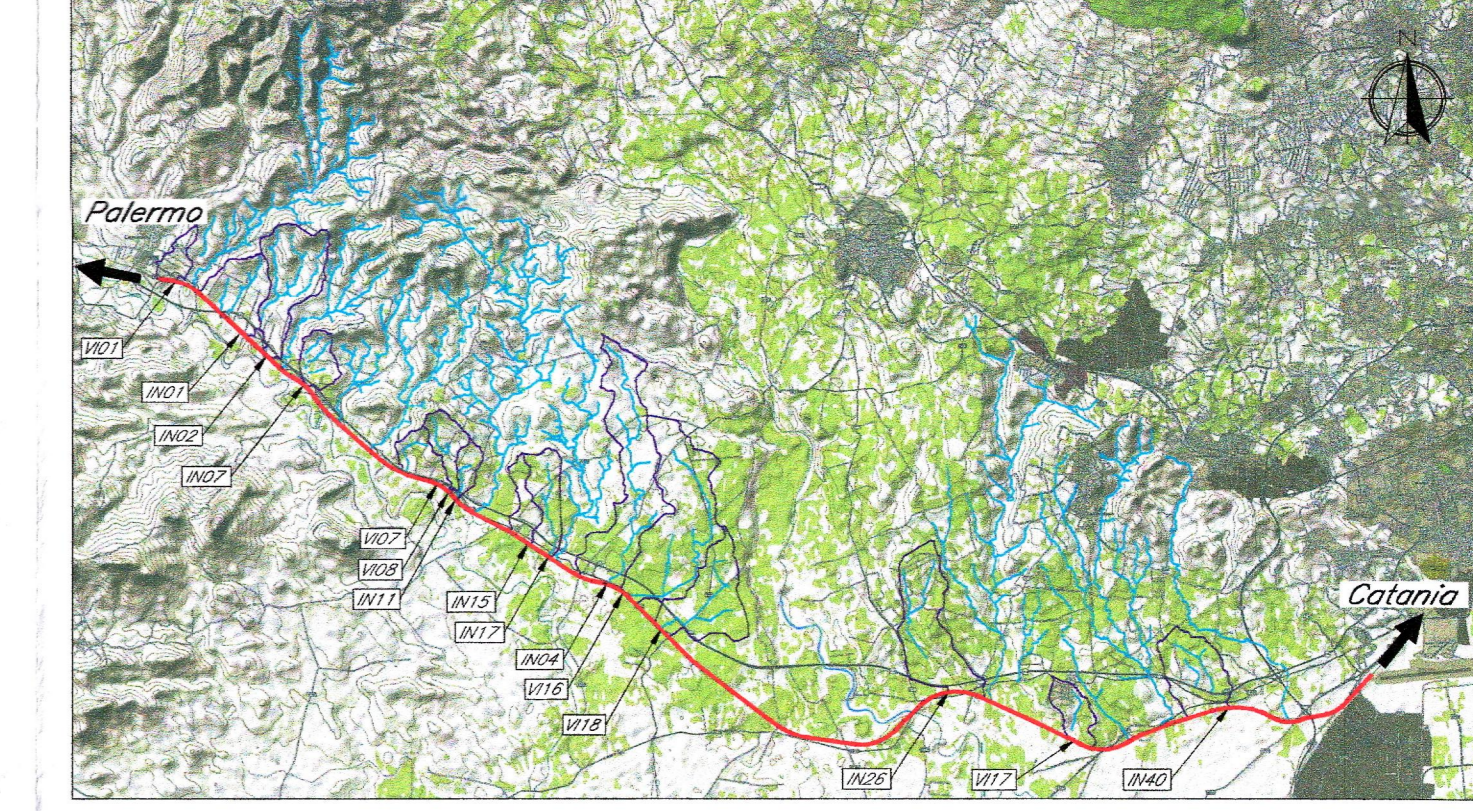 N
Palermo
VI01
IN01
IN02
IN07
VI07
VI08
IN11
IN15
IN17
IN04
VI16
VI18
Catania
IN26
VI17
IN40